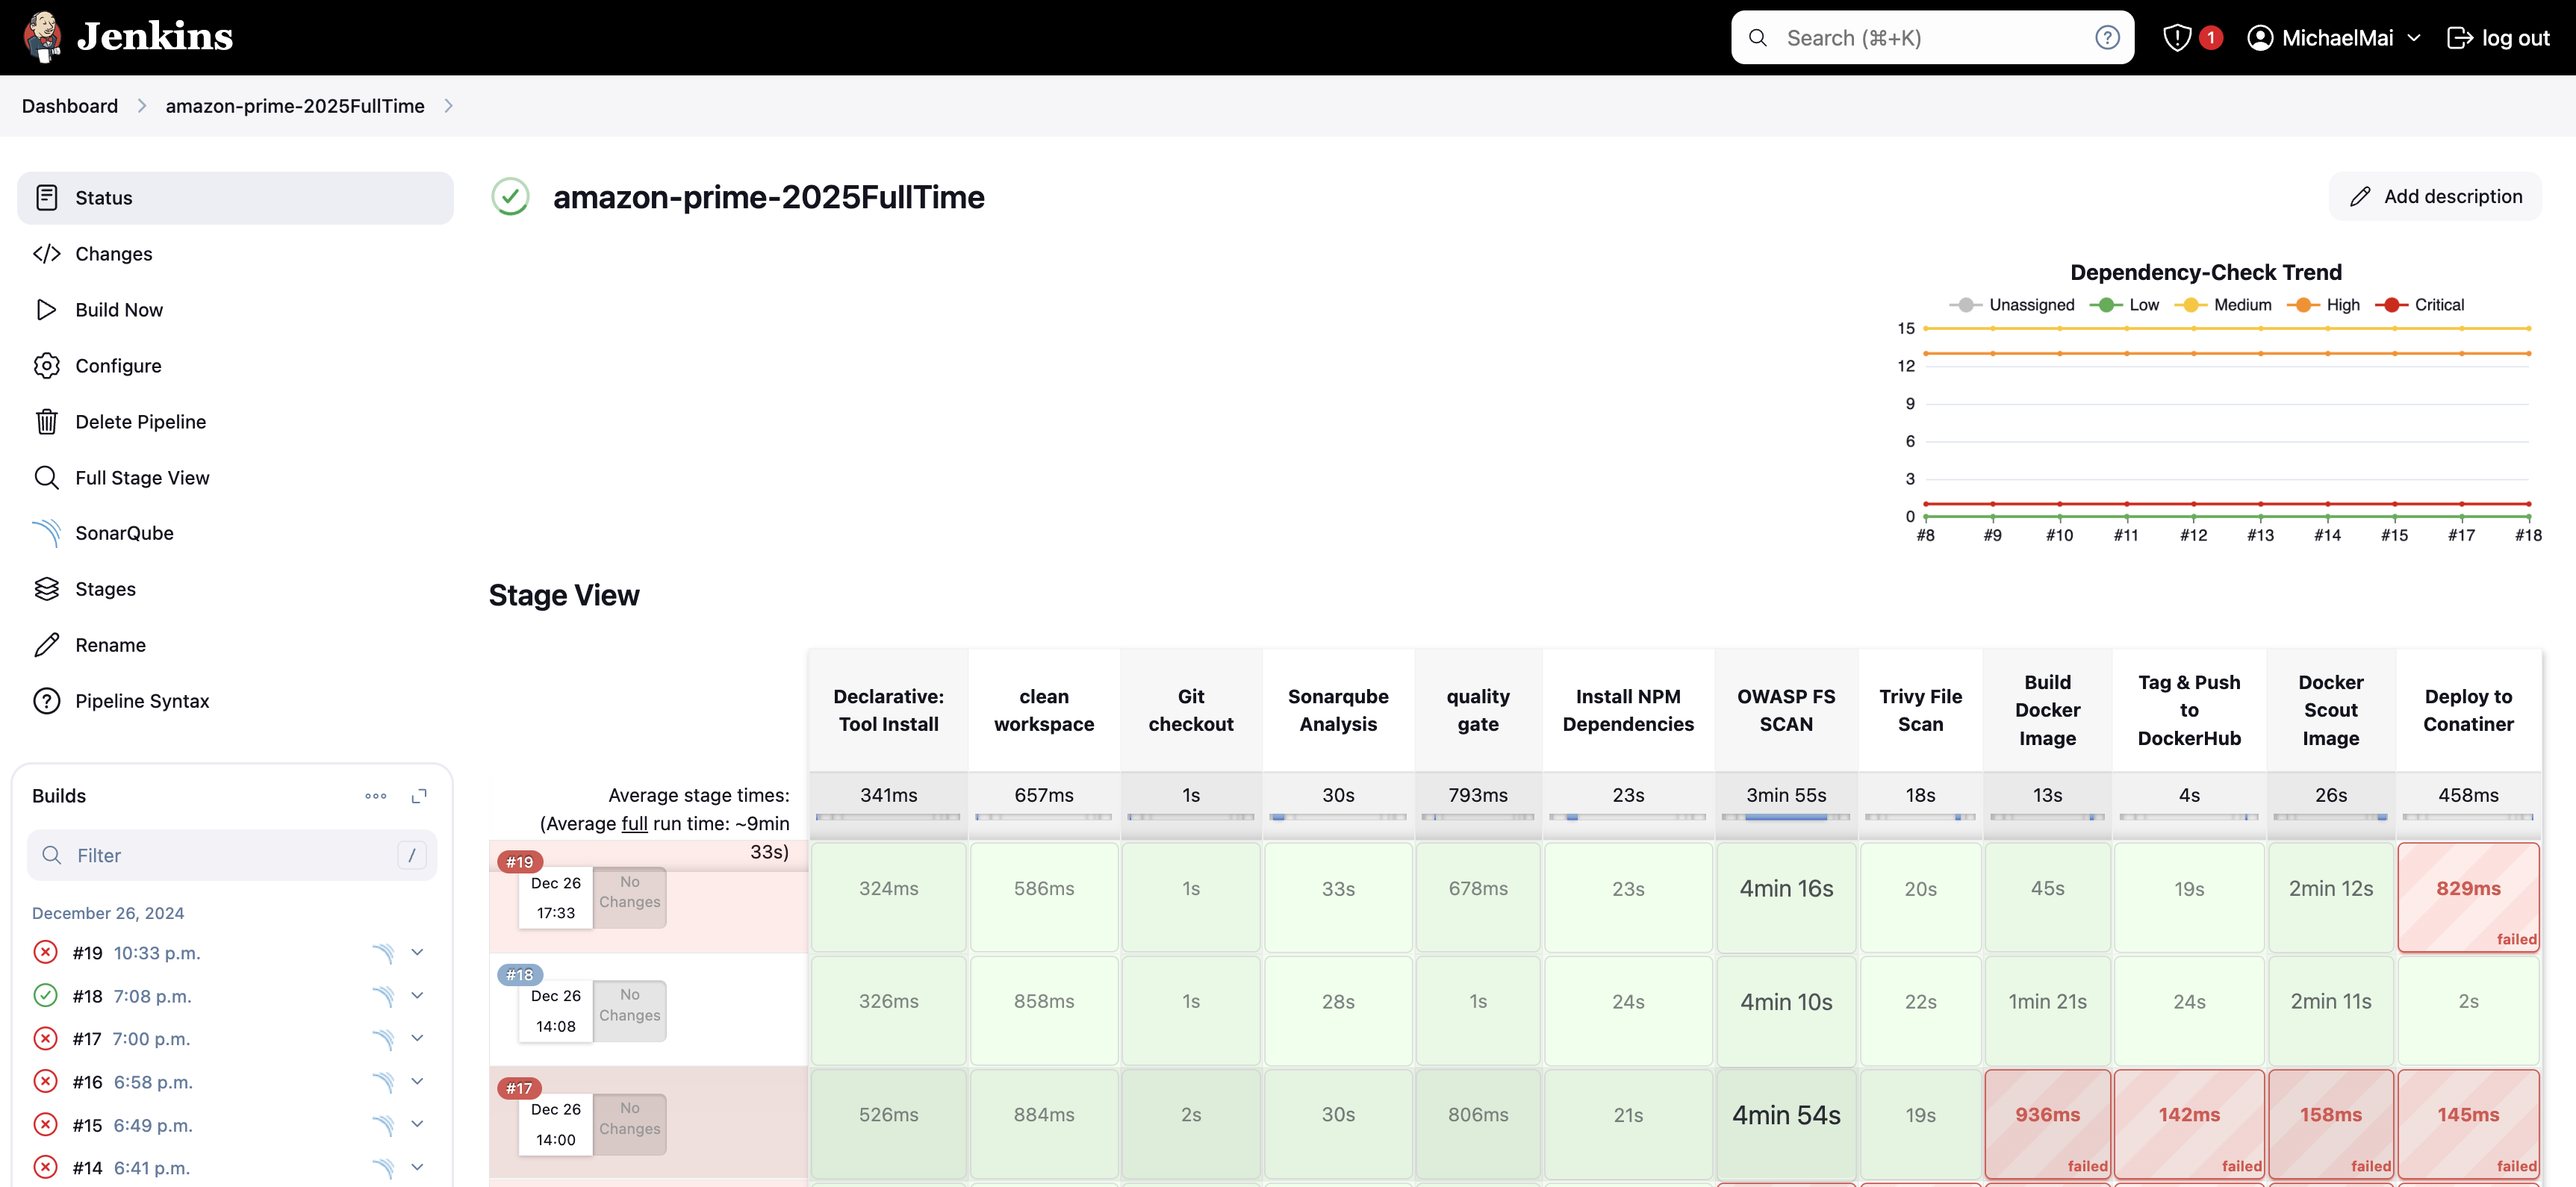 Jenkins
Search (⌘+K)
1
MichaelMai
log out
Dashboard
amazon-prime-2025FullTime
Status
Changes
Build Now
Configure
Delete Pipeline
Full Stage View
SonarQube
Stages
Rename
Pipeline Syntax
Builds
Filter
/
December 26, 2024
#19 10:33 p.m.
#18 7:08 p.m.
#17 7:00 p.m.
#16 6:58 p.m.
#15 6:49 p.m.
#14 6:41 p.m.
amazon-prime-2025FullTime
Add description
Dependency-Check Trend
Unassigned Low Medium High Critical
15
12
9
6
3
0
#8 #9 #10 #11 #12 #13 #14 #15 #17 #18
Stage View
Declarative: Tool Install
clean workspace
Git checkout
Sonarqube Analysis
quality gate
Install NPM Dependencies
OWASP FS SCAN
Trivy File Scan
Build Docker Image
Tag & Push to DockerHub
Docker Scout Image
Deploy to Conatiner
Average stage times:
(Average full run time: ~9min
33s)
341ms 657ms 1s 30s 793ms 23s 3min 55s 18s 13s 4s 26s 458ms
#19
Dec 26
17:33
No
Changes
324ms 586ms 1s 33s 678ms 23s 4min 16s 20s 45s 19s 2min 12s 829ms
failed
#18
Dec 26
14:08
No
Changes
326ms 858ms 1s 28s 1s 24s 4min 10s 22s 1min 21s 24s 2min 11s 2s
#17
Dec 26
14:00
No
Changes
526ms 884ms 2s 30s 806ms 21s 4min 54s 19s 936ms 142ms 158ms 145ms
failed failed failed failed